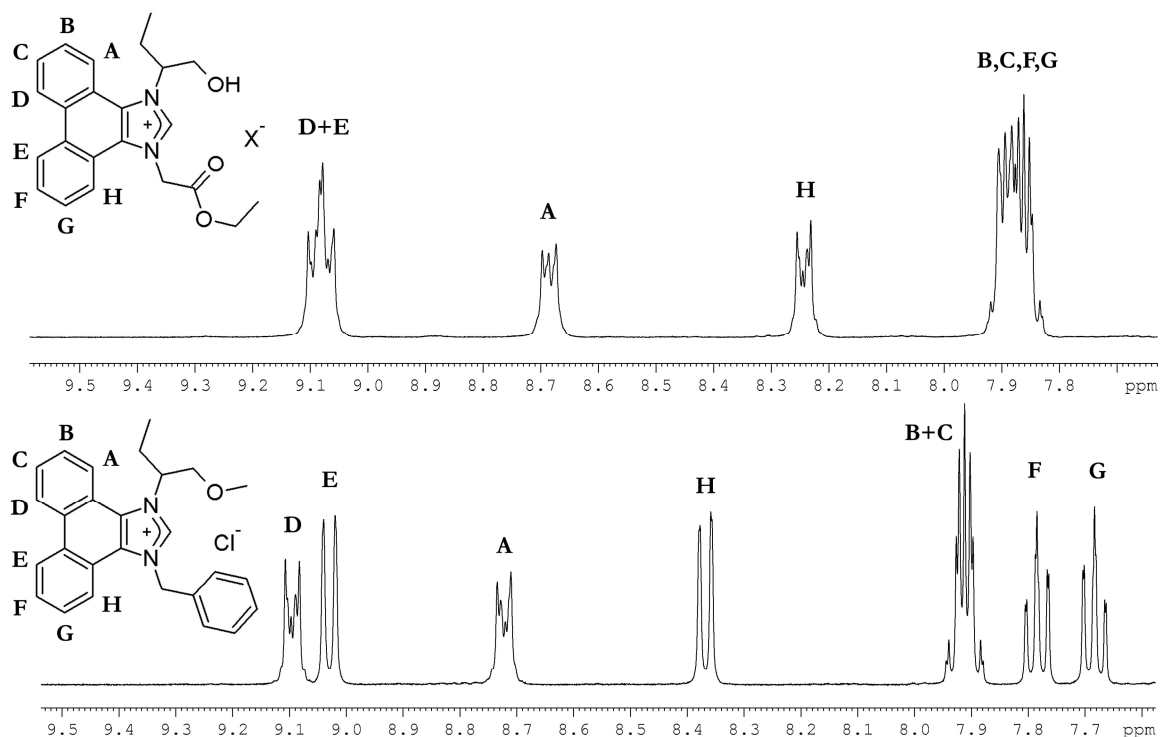 B
C
A
D
E
F
G
H
N
+
N
OH
X-
O
O
D+E
A
H
B,C,F,G
9.5 9.4 9.3 9.2 9.1 9.0 8.9 8.8 8.7 8.6 8.5 8.4 8.3 8.2 8.1 8.0 7.9 7.8 ppm
B
C
A
D
E
F
G
H
N
+
N
O
Cl-
D
E
A
H
B+C
F
G
9.5 9.4 9.3 9.2 9.1 9.0 8.9 8.8 8.7 8.6 8.5 8.4 8.3 8.2 8.1 8.0 7.9 7.8 7.7 ppm